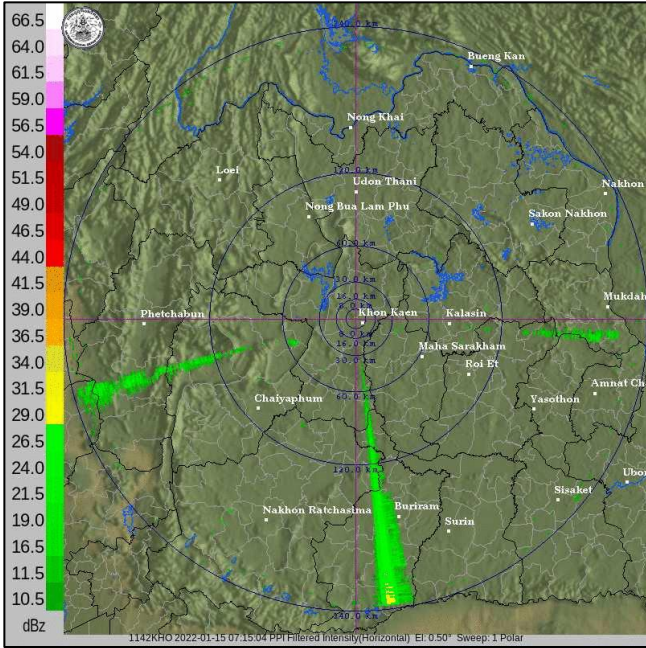 66.5
64.0
61.5
59.0
56.5
54.0
51.5
49.0
46.5
44.0
41.5
39.0
36.5
34.0
31.5
29.0
26.5
24.0
21.5
19.0
16.5
11.5
10.5
dBz
Bueng Kan
Nong Khai
Loei
Udon Thani
Nakhon
Nong Bua Lam Phu
Sakon Nakhon
60.0 km
30.0 km
16.0 km
Mukdah
Phetchabun
Khon Kaen
Kalasin
16.0 km
30.0 km
Maha Sarakham
Roi Et
60.0 km
Amnat Ch
Chaiyaphum
Yasothon
120.0 km
Ubon
Sisaket
Nakhon Ratchasima
Buriram
Surin
1142KHO 2022-01-15 07:15:04 PPI Filtered Intensity(Horizontal) El: 0.50° Sweep: 1 Polar